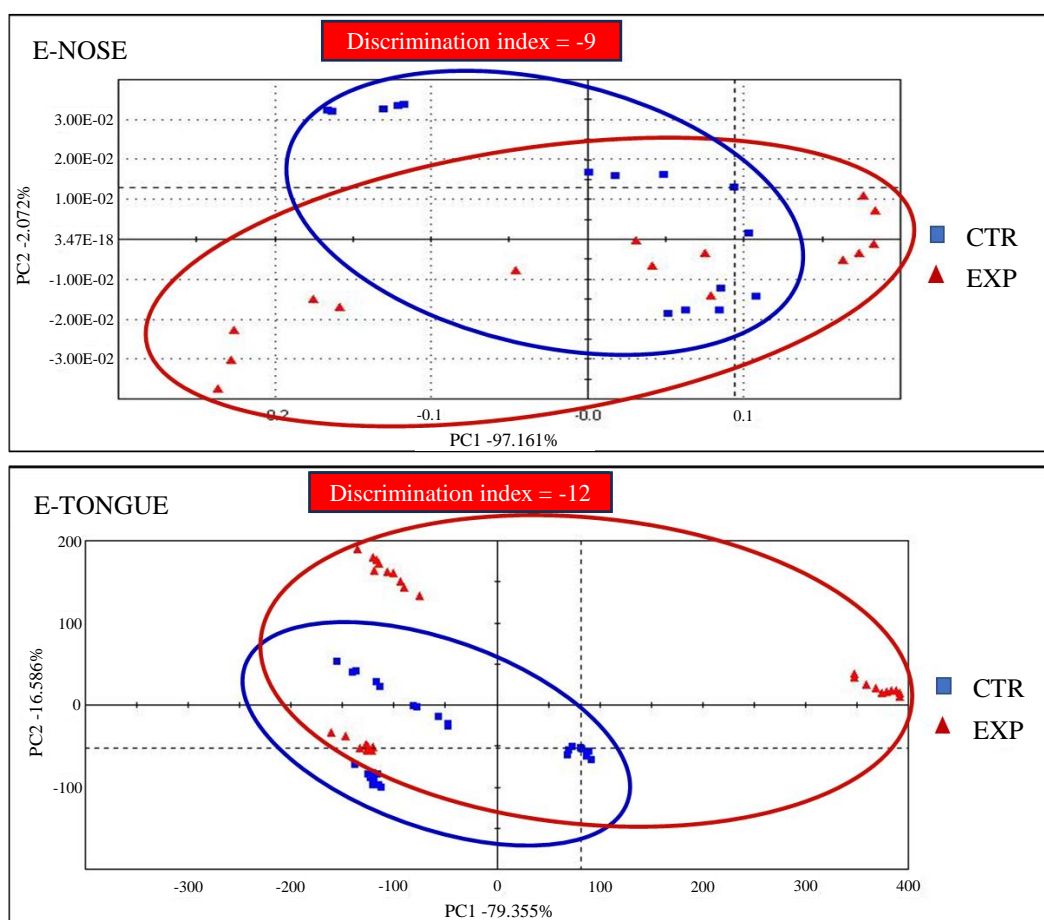 Discrimination index = -9
E-NOSE
3.00E-02
2.00E-02
1.00E-02
3.47E-18
-1.00E-02
-2.00E-02
-3.00E-02
PC2 -2.072%
-0.2
-0.1
-0.0
0.1
PC1 -97.161%
CTR
EXP
Discrimination index = -12
E-TONGUE
200
100
0
-100
PC2 -16.586%
-300
-200
-100
0
100
200
300
400
PC1 -79.355%
CTR
EXP